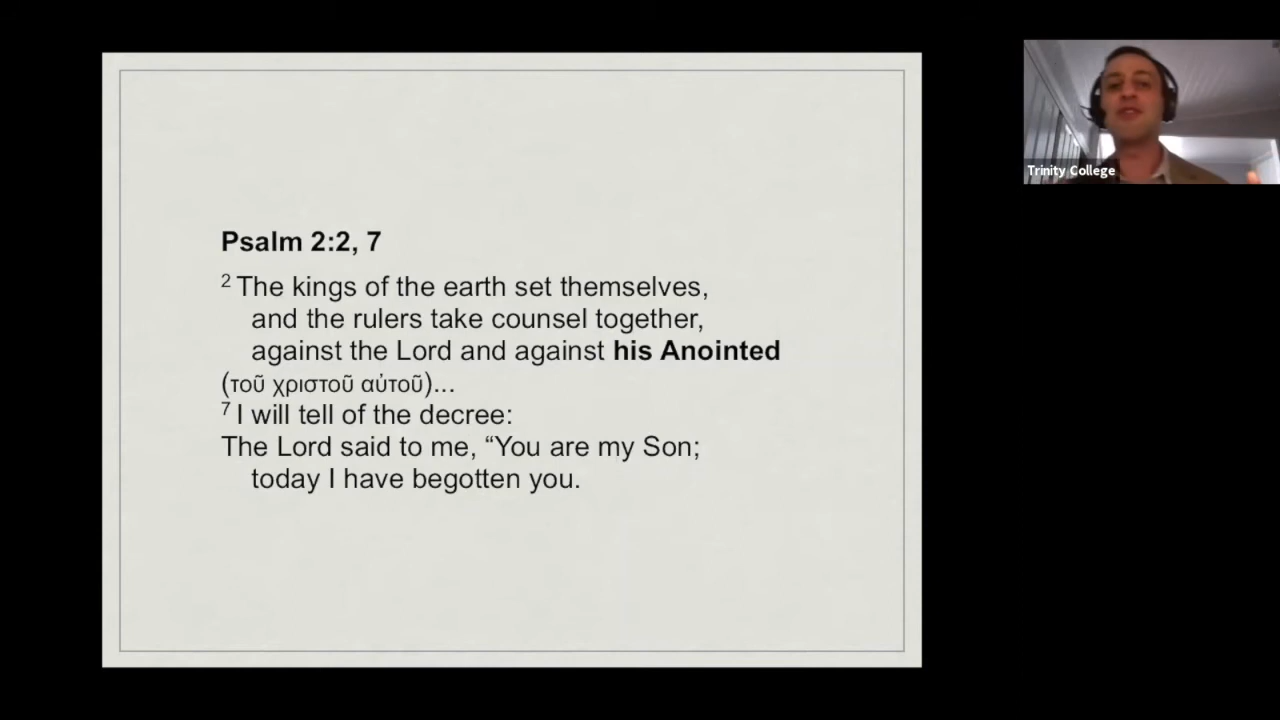 Psalm 2:2, 7
2 The kings of the earth set themselves,
and the rulers take counsel together,
against the Lord and against his Anointed
(τοῦ χριστοῦ αὐτοῦ)...
7 I will tell of the decree:
The Lord said to me, “You are my Son;
today I have begotten you.
Trinity College